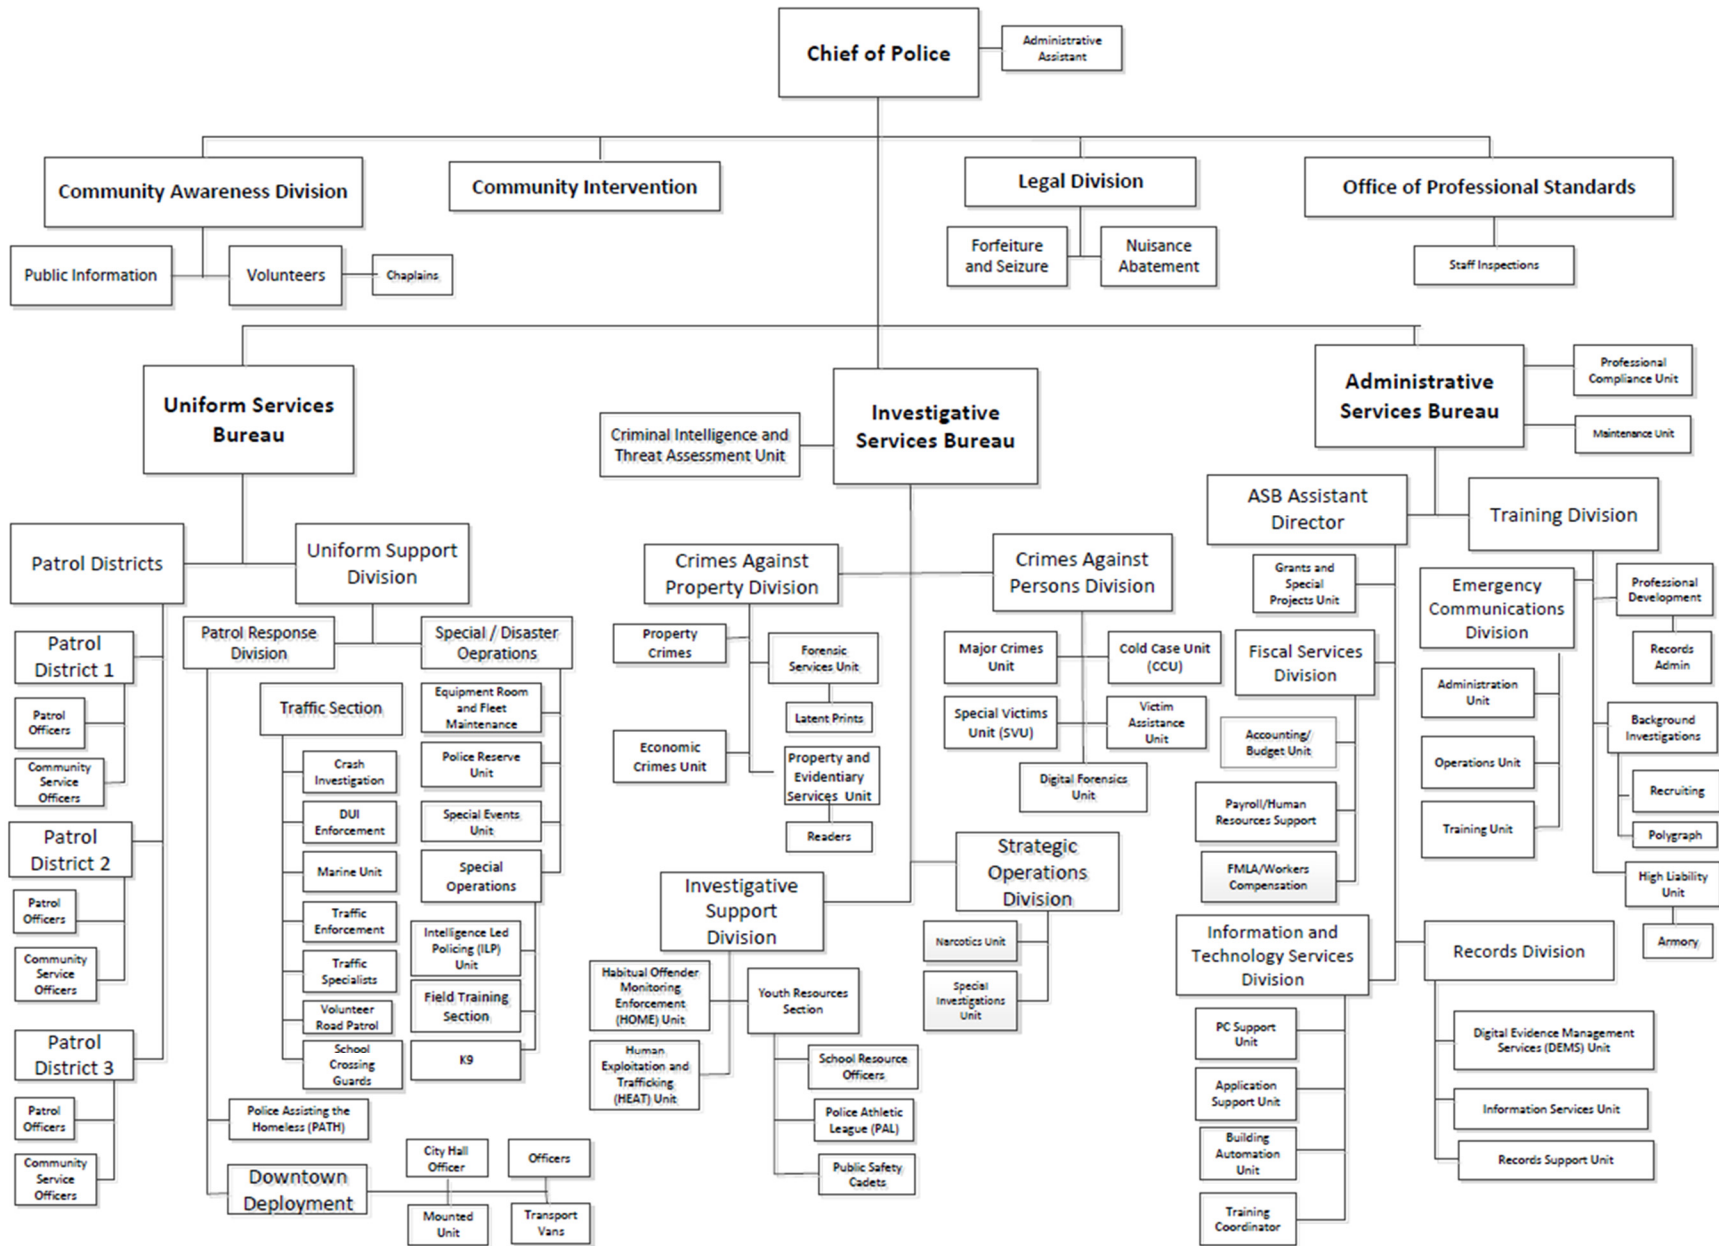 Chief of Police
Administrative
Assistant
Community Awareness Division
Community Intervention
Legal Division
Office of Professional Standards
Public Information
Volunteers
Chaplains
Forfeiture
and Seizure
Nuisance
Abatement
Staff Inspections
Uniform Services
Bureau
Investigative
Services Bureau
Administrative
Services Bureau
Professional
Compliance Unit
Maintenance Unit
Criminal Intelligence and
Threat Assessment Unit
Patrol Districts
Uniform Support
Division
Patrol
District 1
Patrol
Officers
Community
Service
Officers
Patrol
District 2
Patrol
Officers
Community
Service
Officers
Patrol
District 3
Patrol
Officers
Community
Service
Officers
Patrol Response
Division
Special / Disaster
Oeprations
Traffic Section
Crash
Investigation
DUI
Enforcement
Marine Unit
Traffic
Enforcement
Traffic
Specialists
Volunteer
Road Patrol
School
Crossing
Guards
Equipment Room
and Fleet
Maintenance
Police Reserve
Unit
Special Events
Unit
Special
Operations
Intelligence Led
Policing (ILP)
Unit
Field Training
Section
K9
Police Assisting the
Homeless (PATH)
Downtown
Deployment
City Hall
Officer
Officers
Mounted
Unit
Transport
Vans
Crimes Against
Property Division
Crimes Against
Persons Division
Property
Crimes
Forensic
Services Unit
Latent Prints
Economic
Crimes Unit
Property and
Evidentiary
Services Unit
Readers
Major Crimes
Unit
Cold Case Unit
(CCU)
Special Victims
Unit (SVU)
Victim
Assistance
Unit
Digital Forensics
Unit
Investigative
Support
Division
Strategic
Operations
Division
Narcotics Unit
Special
Investigations
Unit
Habitual Offender
Monitoring
Enforcement
(HOME) Unit
Human
Exploitation and
Trafficking
(HEAT) Unit
Youth Resources
Section
School Resource
Officers
Police Athletic
League (PAL)
Public Safety
Cadets
ASB Assistant
Director
Training Division
Grants and
Special
Projects Unit
Fiscal Services
Division
Accounting/
Budget Unit
Payroll/Human
Resources Support
FMLA/Workers
Compensation
Emergency
Communications
Division
Administration
Unit
Operations Unit
Training Unit
Professional
Development
Records
Admin
Background
Investigations
Recruiting
Polygraph
High Liability
Unit
Armory
Information and
Technology Services
Division
PC Support
Unit
Application
Support Unit
Building
Automation
Unit
Training
Coordinator
Records Division
Digital Evidence Management
Services (DEMS) Unit
Information Services Unit
Records Support Unit